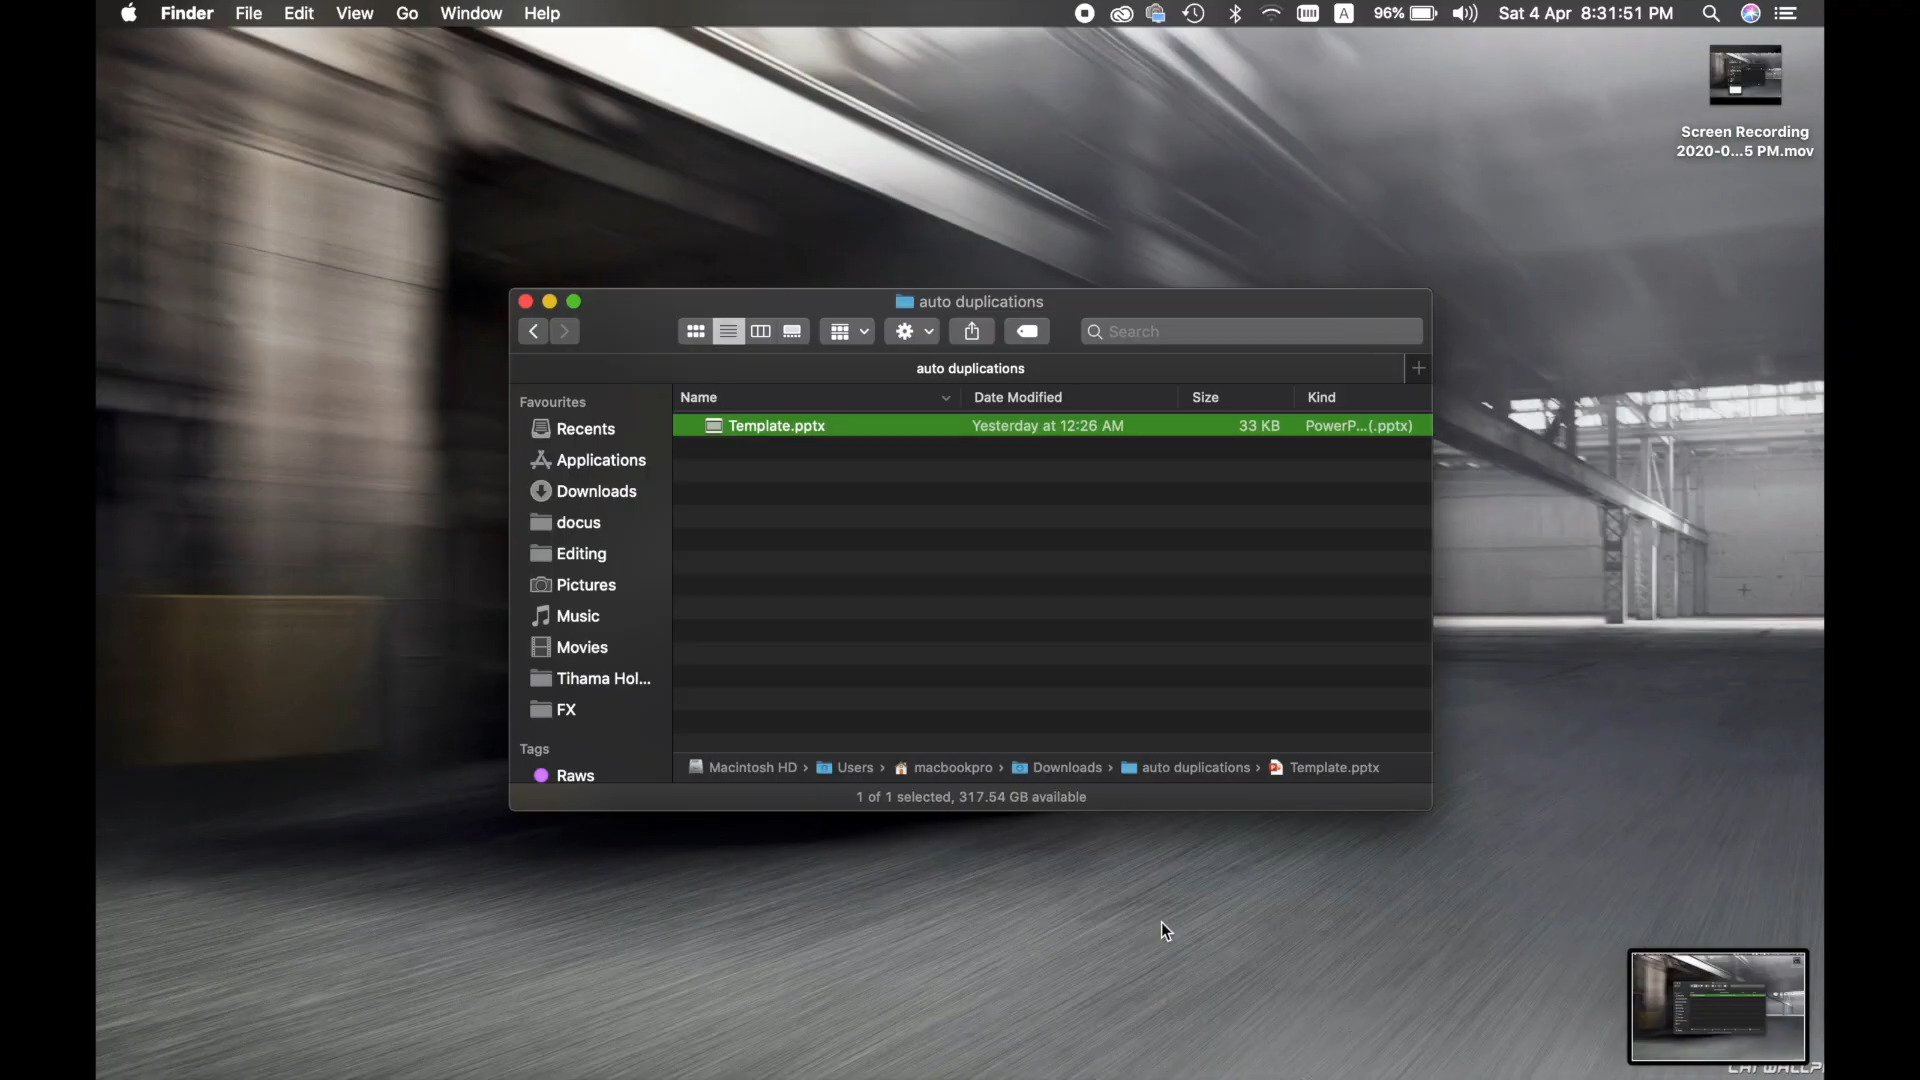 Finder File Edit View Go Window Help A 96% Sat 4 Apr 8:31:51 PM
Screen Recording
2020-0...5 PM.mov
auto duplications
Search
auto duplications
Favourites
Recents
Applications
Downloads
docus
Editing
Pictures
Music
Movies
Tihama Hol...
FX
Tags
Raws
Name Date Modified Size Kind
Template.pptx Yesterday at 12:26 AM 33 KB PowerP...(.pptx)
Macintosh HD › Users › macbookpro › Downloads › auto duplications › Template.pptx
1 of 1 selected, 317.54 GB available